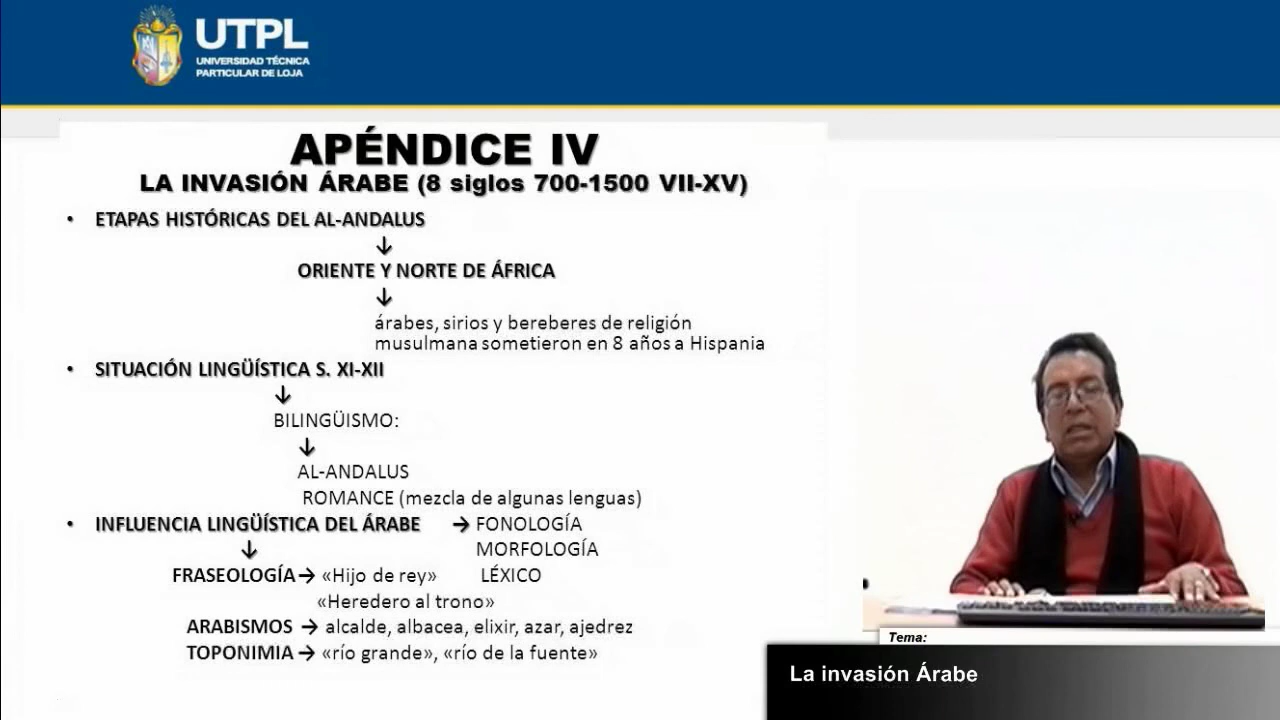 UTPL
UNIVERSIDAD TÉCNICA
PARTICULAR DE LOJA
APÉNDICE IV
LA INVASIÓN ÁRABE (8 siglos 700-1500 VII-XV)
• ETAPAS HISTÓRICAS DEL AL-ANDALUS
↓
ORIENTE Y NORTE DE ÁFRICA
↓
árabes, sirios y bereberes de religión
musulmana sometieron en 8 años a Hispania
• SITUACIÓN LINGÜÍSTICA S. XI-XII
↓
BILINGÜISMO:
↓
AL-ANDALUS
ROMANCE (mezcla de algunas lenguas)
• INFLUENCIA LINGÜÍSTICA DEL ÁRABE → FONOLOGÍA
↓ MORFOLOGÍA
FRASEOLOGÍA → «Hijo de rey» LÉXICO
«Heredero al trono»
ARABISMOS → alcalde, albacea, elixir, azar, ajedrez
TOPONIMIA → «río grande», «río de la fuente»
Tema:
La invasión Árabe